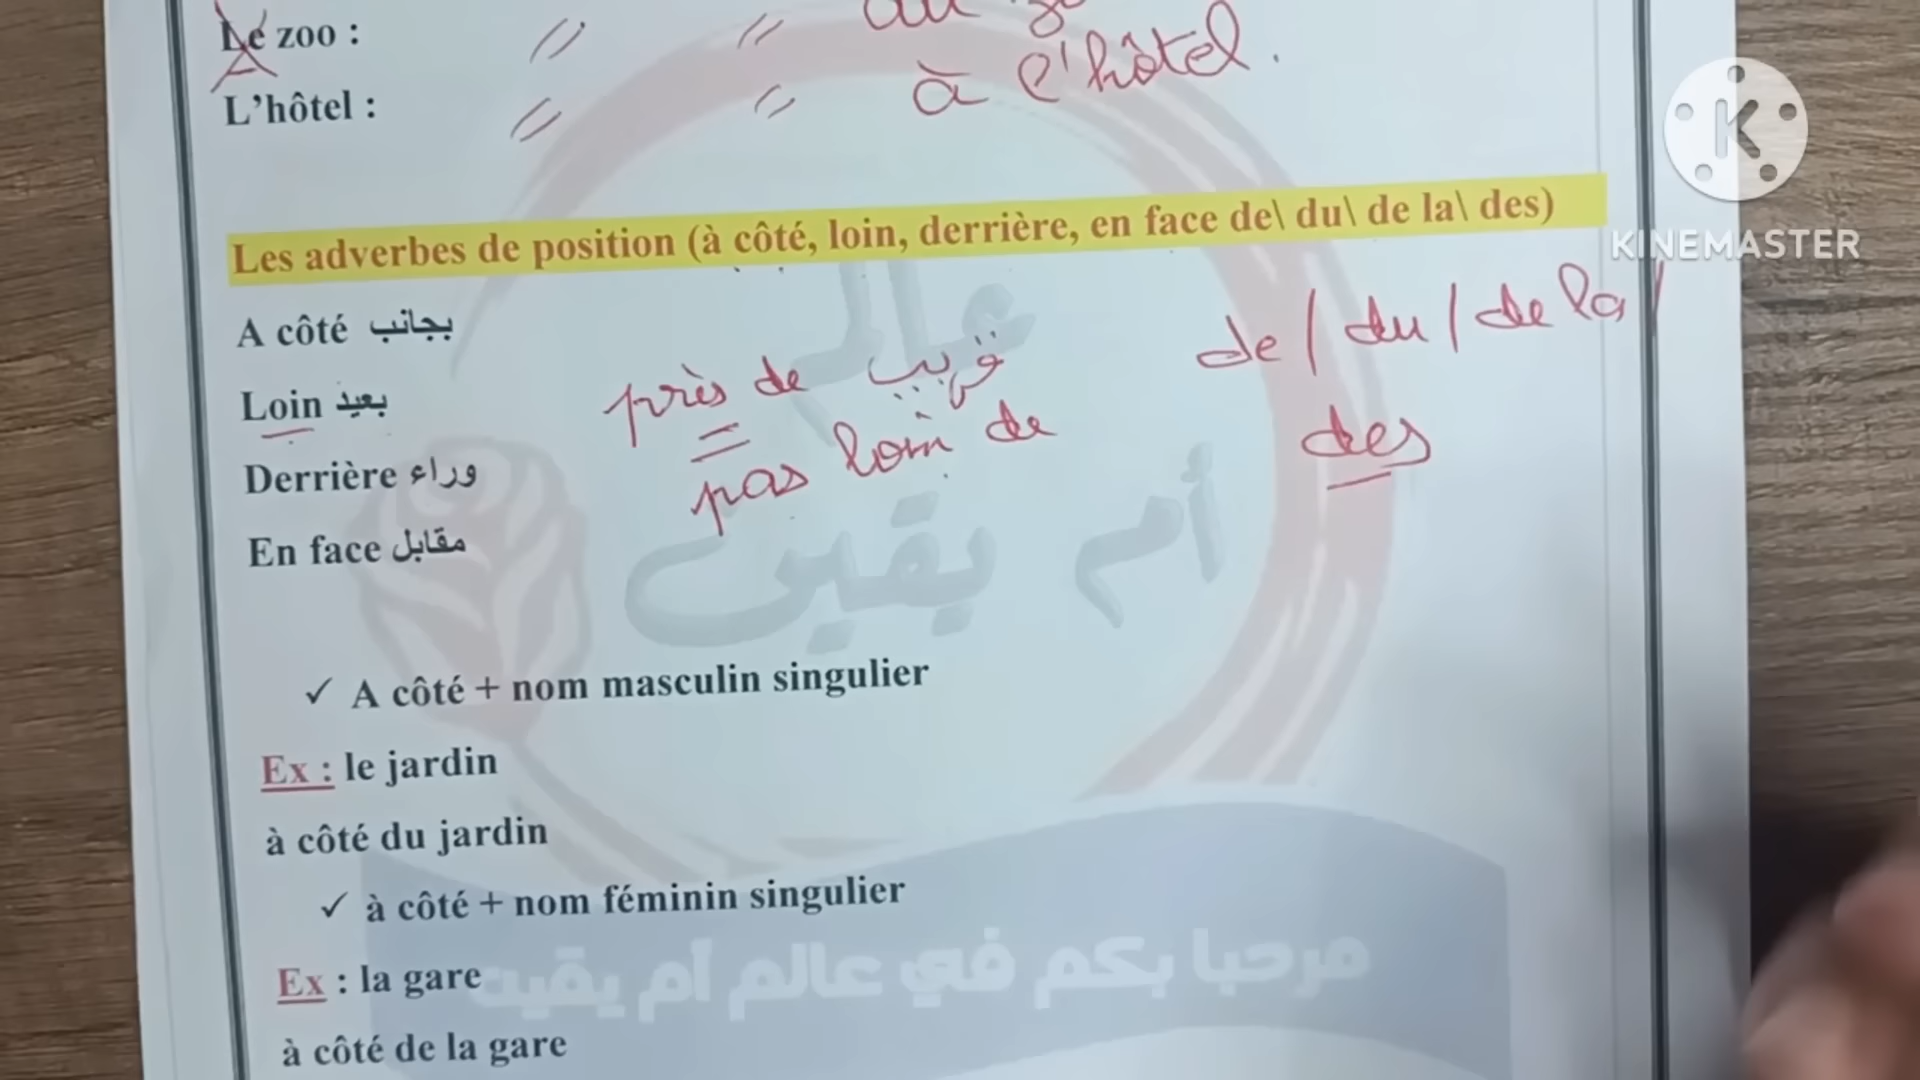 Le zoo : // // au
L'hôtel : // // à l'hôtel.
K
KINEMASTER
Les adverbes de position (à côté, loin, derrière, en face de\ du\ de la\ des)
A côté بجانب
de / du / de la /
Loin بعيد
près de قريب
des
=
pas loin de
Derrière وراء
En face مقابل
عالم
أم يقين
✓ A côté + nom masculin singulier
Ex : le jardin
à côté du jardin
✓ à côté + nom féminin singulier
Ex : la gare
مرحبا بكم في عالم أم يقين
à côté de la gare